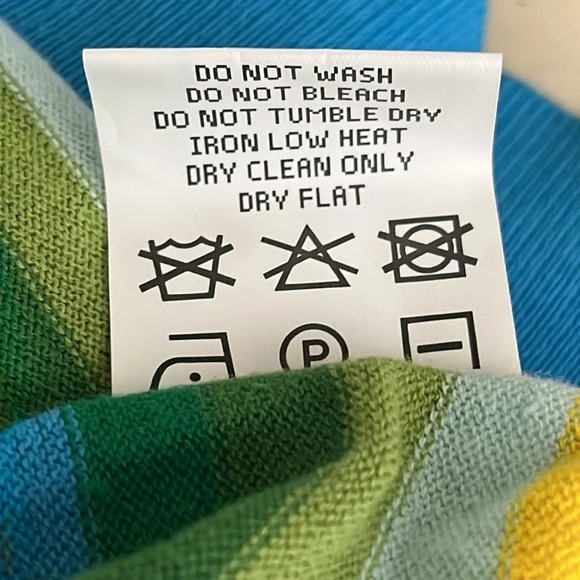 DO NOT WASH
DO NOT BLEACH
DO NOT TUMBLE DRY
IRON LOW HEAT
DRY CLEAN ONLY
DRY FLAT
P